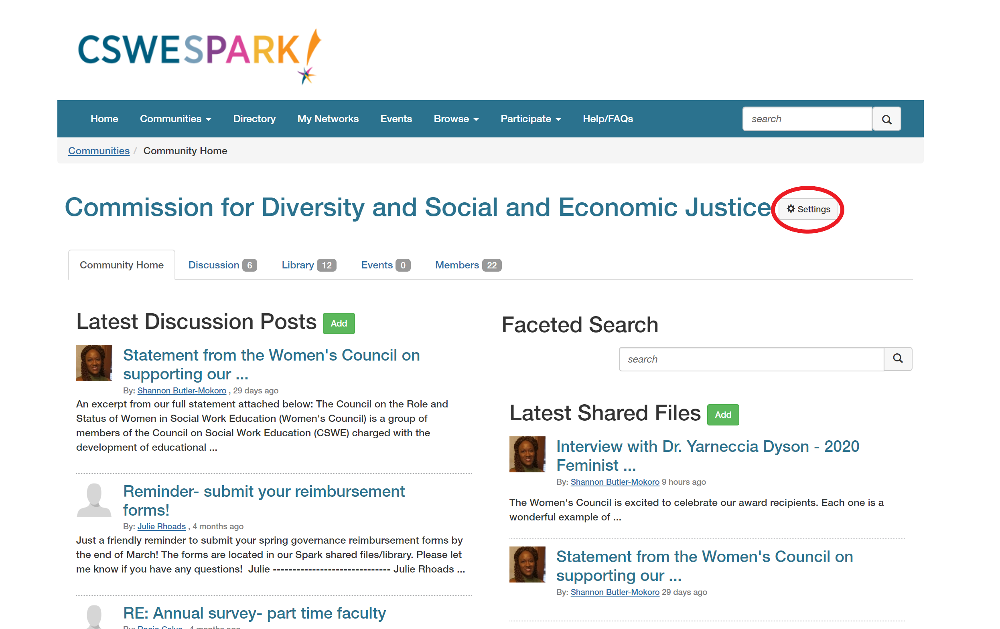 CSWESPARK!
Home Communities Directory My Networks Events Browse Participate Help/FAQs search
Communities / Community Home
Commission for Diversity and Social and Economic Justice Settings
Community Home Discussion 6 Library 12 Events 0 Members 22
Latest Discussion Posts Add
Statement from the Women's Council on
supporting our ...
By: Shannon Butler-Mokoro , 29 days ago
An excerpt from our full statement attached below: The Council on the Role and
Status of Women in Social Work Education (Women's Council) is a group of
members of the Council on Social Work Education (CSWE) charged with the
development of educational ...
Reminder- submit your reimbursement
forms!
By: Julie Rhoads , 4 months ago
Just a friendly reminder to submit your spring governance reimbursement forms by
the end of March! The forms are located in our Spark shared files/library. Please let
me know if you have any questions!  Julie ------------------------------ Julie Rhoads ...
RE: Annual survey- part time faculty
Faceted Search
search
Latest Shared Files Add
Interview with Dr. Yarneccia Dyson - 2020
Feminist ...
By: Shannon Butler-Mokoro 9 hours ago
The Women's Council is excited to celebrate our award recipients. Each one is a
wonderful example of ...
Statement from the Women's Council on
supporting our ...
By: Shannon Butler-Mokoro 29 days ago